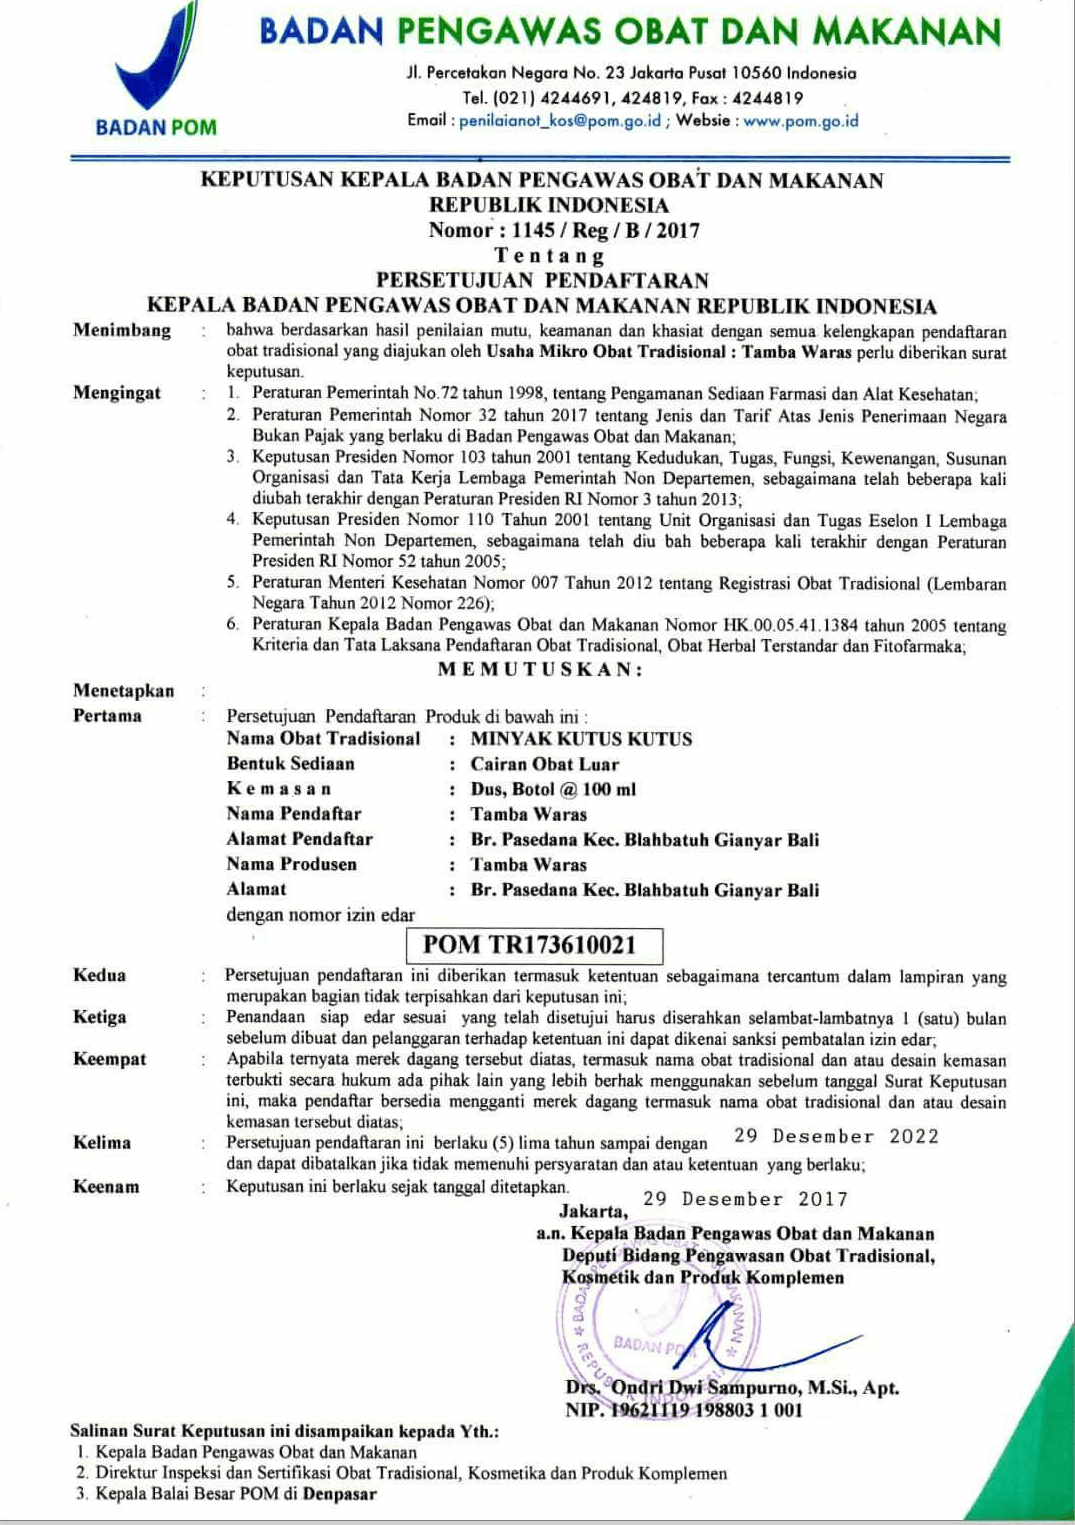 BADAN POM
BADAN PENGAWAS OBAT DAN MAKANAN
Jl. Percetakan Negara No. 23 Jakarta Pusat 10560 Indonesia
Tel. (021) 4244691, 424819, Fax : 4244819
Email : penilaianot_kos@pom.go.id ; Websie : www.pom.go.id
KEPUTUSAN KEPALA BADAN PENGAWAS OBAT DAN MAKANAN
REPUBLIK INDONESIA
Nomor : 1145 / Reg / B / 2017
T e n t a n g
PERSETUJUAN PENDAFTARAN
KEPALA BADAN PENGAWAS OBAT DAN MAKANAN REPUBLIK INDONESIA
Menimbang : bahwa berdasarkan hasil penilaian mutu, keamanan dan khasiat dengan semua kelengkapan pendaftaran
obat tradisional yang diajukan oleh Usaha Mikro Obat Tradisional : Tamba Waras perlu diberikan surat
keputusan.
Mengingat : 1. Peraturan Pemerintah No.72 tahun 1998, tentang Pengamanan Sediaan Farmasi dan Alat Kesehatan;
2. Peraturan Pemerintah Nomor 32 tahun 2017 tentang Jenis dan Tarif Atas Jenis Penerimaan Negara
Bukan Pajak yang berlaku di Badan Pengawas Obat dan Makanan;
3. Keputusan Presiden Nomor 103 tahun 2001 tentang Kedudukan, Tugas, Fungsi, Kewenangan, Susunan
Organisasi dan Tata Kerja Lembaga Pemerintah Non Departemen, sebagaimana telah beberapa kali
diubah terakhir dengan Peraturan Presiden RI Nomor 3 tahun 2013;
4. Keputusan Presiden Nomor 110 Tahun 2001 tentang Unit Organisasi dan Tugas Eselon I Lembaga
Pemerintah Non Departemen, sebagaimana telah diu bah beberapa kali terakhir dengan Peraturan
Presiden RI Nomor 52 tahun 2005;
5. Peraturan Menteri Kesehatan Nomor 007 Tahun 2012 tentang Registrasi Obat Tradisional (Lembaran
Negara Tahun 2012 Nomor 226);
6. Peraturan Kepala Badan Pengawas Obat dan Makanan Nomor HK.00.05.41.1384 tahun 2005 tentang
Kriteria dan Tata Laksana Pendaftaran Obat Tradisional, Obat Herbal Terstandar dan Fitofarmaka;
M E M U T U S K A N :
Menetapkan :
Pertama : Persetujuan Pendaftaran Produk di bawah ini :
Nama Obat Tradisional : MINYAK KUTUS KUTUS
Bentuk Sediaan : Cairan Obat Luar
K e m a s a n : Dus, Botol @ 100 ml
Nama Pendaftar : Tamba Waras
Alamat Pendaftar : Br. Pasedana Kec. Blahbatuh Gianyar Bali
Nama Produsen : Tamba Waras
Alamat : Br. Pasedana Kec. Blahbatuh Gianyar Bali
dengan nomor izin edar
POM TR173610021
Kedua : Persetujuan pendaftaran ini diberikan termasuk ketentuan sebagaimana tercantum dalam lampiran yang
merupakan bagian tidak terpisahkan dari keputusan ini;
Ketiga : Penandaan siap edar sesuai yang telah disetujui harus diserahkan selambat-lambatnya 1 (satu) bulan
sebelum dibuat dan pelanggaran terhadap ketentuan ini dapat dikenai sanksi pembatalan izin edar;
Keempat : Apabila ternyata merek dagang tersebut diatas, termasuk nama obat tradisional dan atau desain kemasan
terbukti secara hukum ada pihak lain yang lebih berhak menggunakan sebelum tanggal Surat Keputusan
ini, maka pendaftar bersedia mengganti merek dagang termasuk nama obat tradisional dan atau desain
kemasan tersebut diatas;
Kelima : Persetujuan pendaftaran ini berlaku (5) lima tahun sampai dengan 29 Desember 2022
dan dapat dibatalkan jika tidak memenuhi persyaratan dan atau ketentuan yang berlaku;
Keenam : Keputusan ini berlaku sejak tanggal ditetapkan.
Jakarta, 29 Desember 2017
a.n. Kepala Badan Pengawas Obat dan Makanan
Deputi Bidang Pengawasan Obat Tradisional,
Kosmetik dan Produk Komplemen
BADAN PENGAWAS OBAT DAN MAKANAN
BADAN POM
REPUBLIK INDONESIA
Drs. Ondri Dwi Sampurno, M.Si., Apt.
NIP. 19621119 198803 1 001
Salinan Surat Keputusan ini disampaikan kepada Yth.:
1. Kepala Badan Pengawas Obat dan Makanan
2. Direktur Inspeksi dan Sertifikasi Obat Tradisional, Kosmetika dan Produk Komplemen
3. Kepala Balai Besar POM di Denpasar